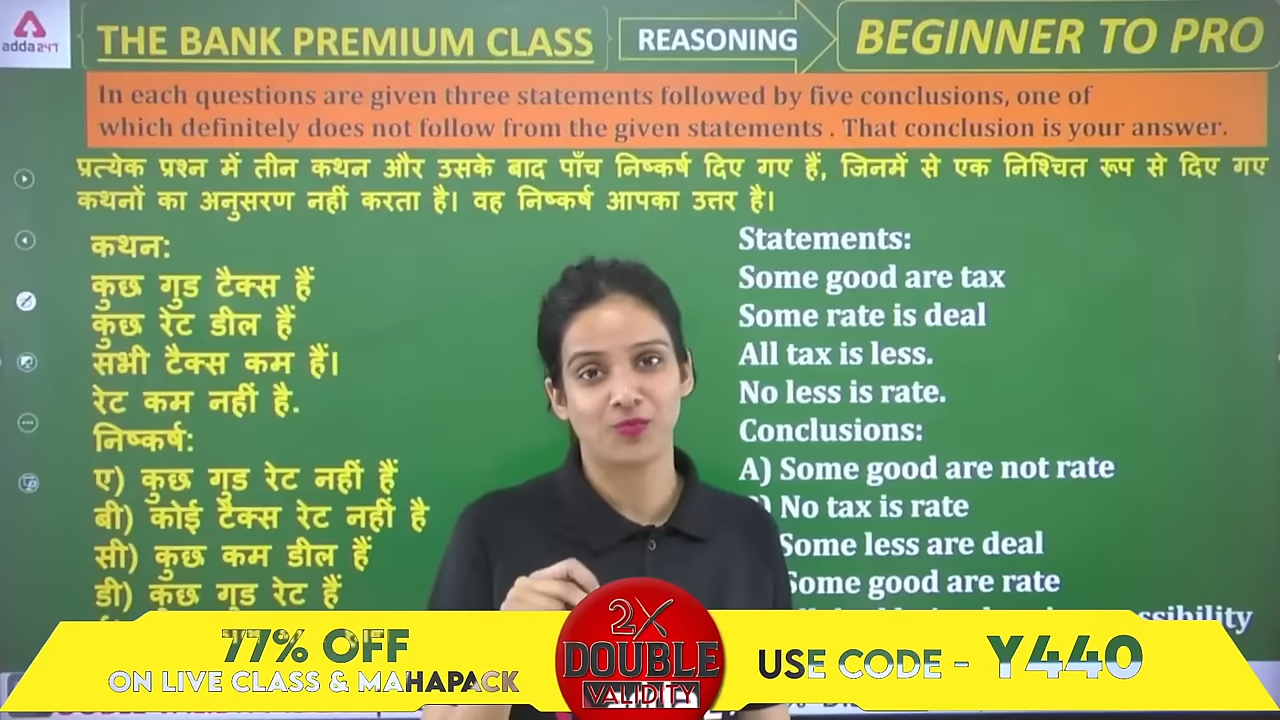 adda247
THE BANK PREMIUM CLASS
REASONING
BEGINNER TO PRO
In each questions are given three statements followed by five conclusions, one of
which definitely does not follow from the given statements . That conclusion is your answer.
प्रत्येक प्रश्न में तीन कथन और उसके बाद पाँच निष्कर्ष दिए गए हैं, जिनमें से एक निश्चित रूप से दिए गए
कथनों का अनुसरण नहीं करता है। वह निष्कर्ष आपका उत्तर है।
कथन:
कुछ गुड टैक्स हैं
कुछ रेट डील हैं
सभी टैक्स कम हैं।
रेट कम नहीं है.
निष्कर्ष:
ए) कुछ गुड रेट नहीं हैं
बी) कोई टैक्स रेट नहीं है
सी) कुछ कम डील हैं
डी) कुछ गुड रेट हैं
Statements:
Some good are tax
Some rate is deal
All tax is less.
No less is rate.
Conclusions:
A) Some good are not rate
) No tax is rate
Some less are deal
Some good are rate
77% OFF
ON LIVE CLASS & MAHAPACK
2X
DOUBLE
VALIDITY
USE CODE - Y440